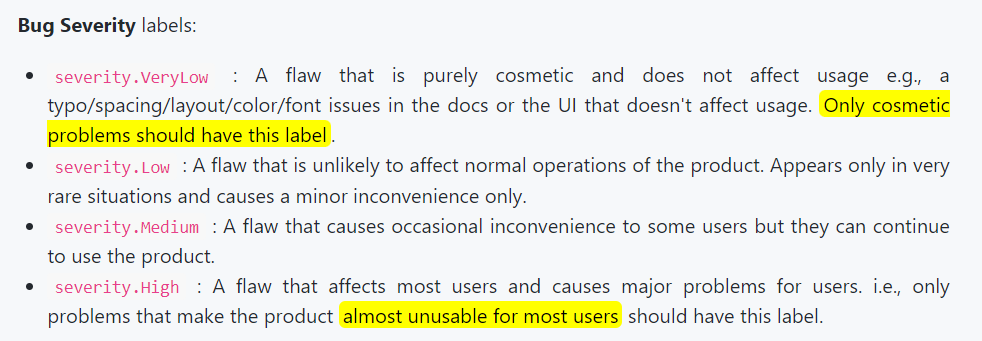 Bug Severity labels:
• severity.VeryLow : A flaw that is purely cosmetic and does not affect usage e.g., a
typo/spacing/layout/color/font issues in the docs or the UI that doesn't affect usage. Only cosmetic
problems should have this label.
• severity.Low : A flaw that is unlikely to affect normal operations of the product. Appears only in very
rare situations and causes a minor inconvenience only.
• severity.Medium : A flaw that causes occasional inconvenience to some users but they can continue
to use the product.
• severity.High : A flaw that affects most users and causes major problems for users. i.e., only
problems that make the product almost unusable for most users should have this label.